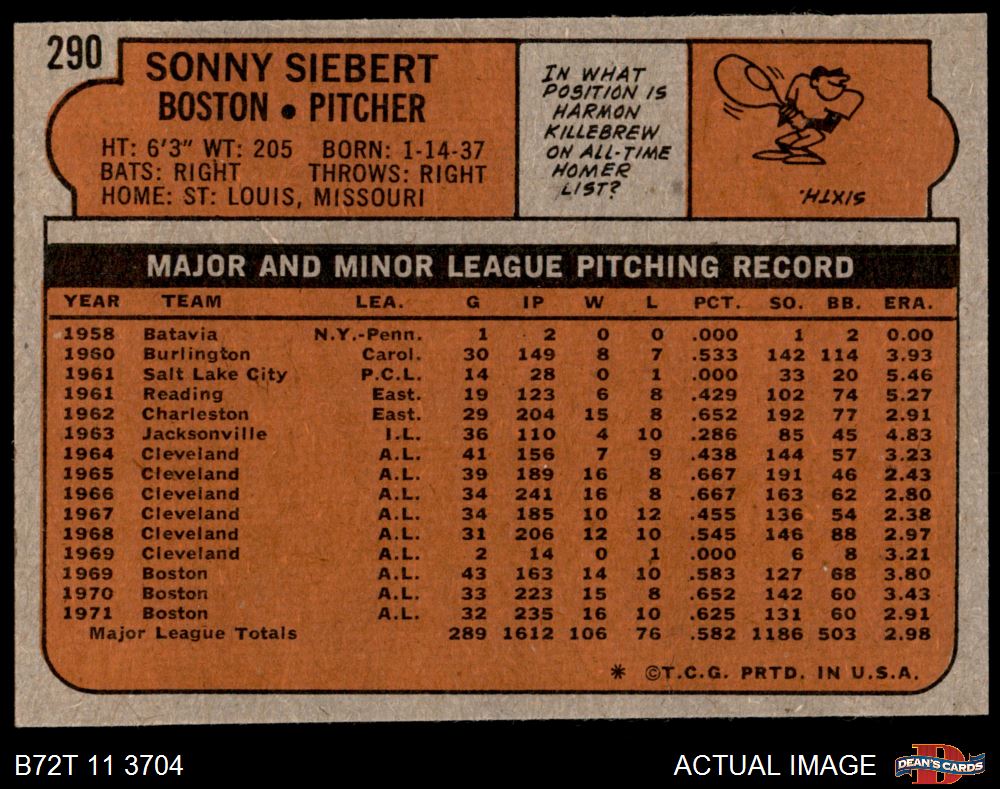 290
SONNY SIEBERT
BOSTON • PITCHER
HT: 6'3" WT: 205 BORN: 1-14-37
BATS: RIGHT THROWS: RIGHT
HOME: ST: LOUIS, MISSOURI
IN WHAT
POSITION IS
HARMON
KILLEBREW
ON ALL-TIME
HOMER
LIST?
SIXTH.
MAJOR AND MINOR LEAGUE PITCHING RECORD
YEAR TEAM LEA. G IP W L PCT. SO. BB. ERA.
1958 Batavia N.Y.-Penn. 1 2 0 0 .000 1 2 0.00
1960 Burlington Carol. 30 149 8 7 .533 142 114 3.93
1961 Salt Lake City P.C.L. 14 28 0 1 .000 33 20 5.46
1961 Reading East. 19 123 6 8 .429 102 74 5.27
1962 Charleston East. 29 204 15 8 .652 192 77 2.91
1963 Jacksonville I.L. 36 110 4 10 .286 85 45 4.83
1964 Cleveland A.L. 41 156 7 9 .438 144 57 3.23
1965 Cleveland A.L. 39 189 16 8 .667 191 46 2.43
1966 Cleveland A.L. 34 241 16 8 .667 163 62 2.80
1967 Cleveland A.L. 34 185 10 12 .455 136 54 2.38
1968 Cleveland A.L. 31 206 12 10 .545 146 88 2.97
1969 Cleveland A.L. 2 14 0 1 .000 6 8 3.21
1969 Boston A.L. 43 163 14 10 .583 127 68 3.80
1970 Boston A.L. 33 223 15 8 .652 142 60 3.43
1971 Boston A.L. 32 235 16 10 .625 131 60 2.91
Major League Totals 289 1612 106 76 .582 1186 503 2.98
* ©T.C.G. PRTD. IN U.S.A.
B72T 11 3704
ACTUAL IMAGE
D
DEAN'S CARDS